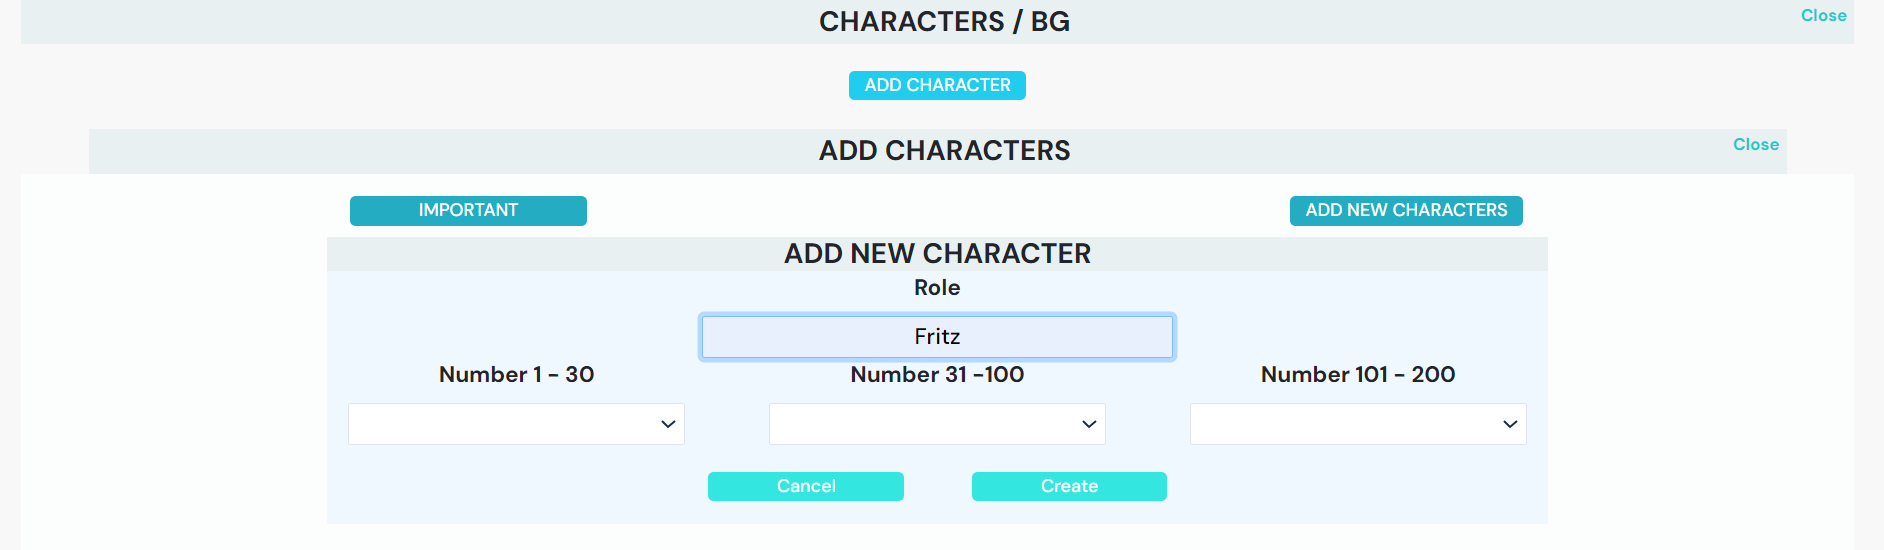 CHARACTERS / BG
Close
ADD CHARACTER
ADD CHARACTERS
Close
IMPORTANT
ADD NEW CHARACTERS
ADD NEW CHARACTER
Role
Fritz
Number 1 - 30
Number 31 -100
Number 101 - 200
Cancel
Create